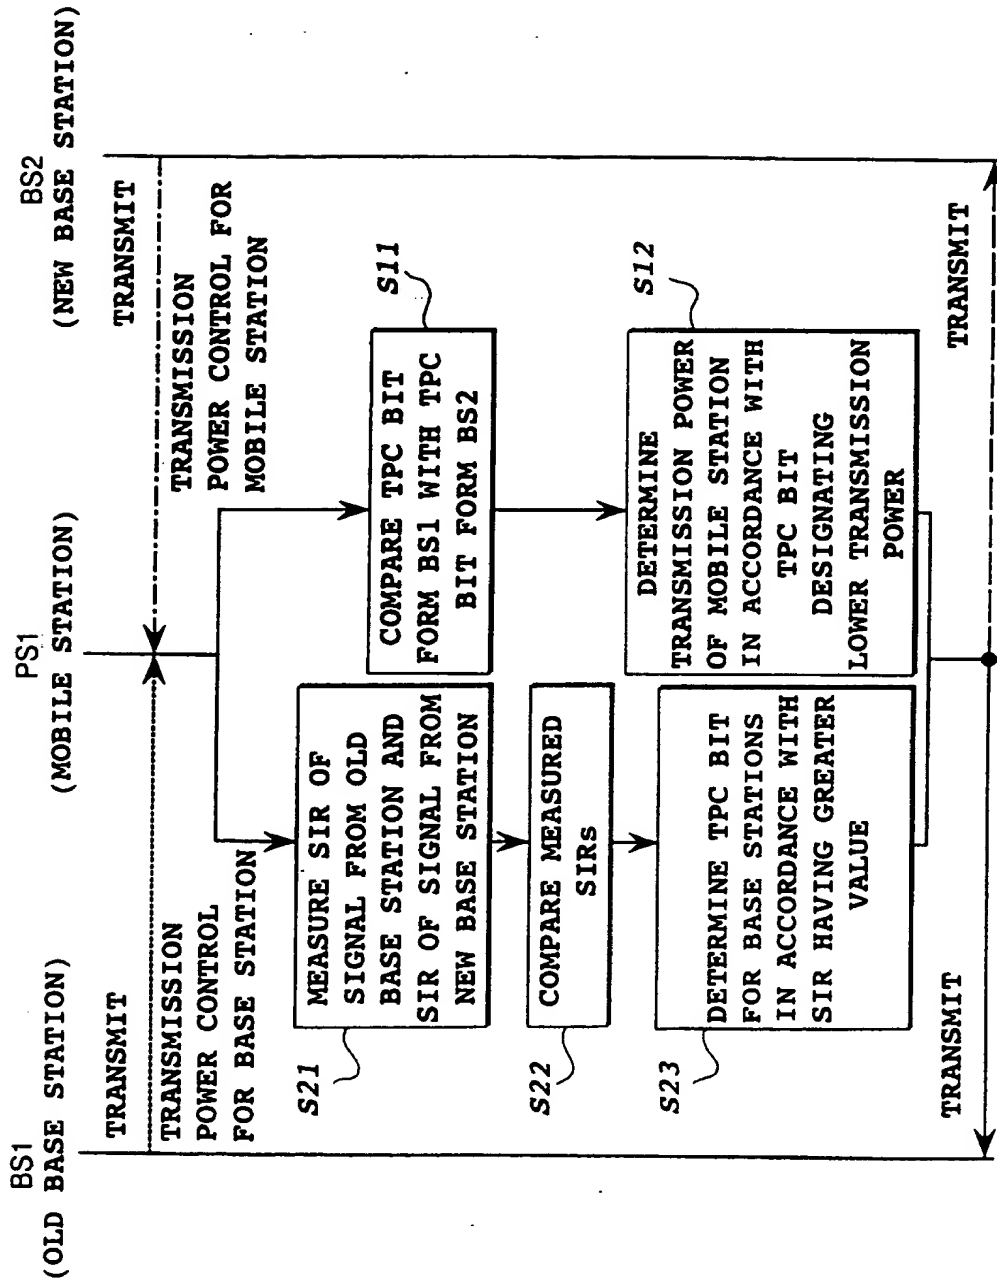 BS1
(OLD BASE STATION)
PS1
(MOBILE STATION)
BS2
(NEW BASE STATION)
TRANSMIT
TRANSMIT
TRANSMISSION
POWER CONTROL
FOR BASE STATION
TRANSMISSION
POWER CONTROL FOR
MOBILE STATION
S21
MEASURE SIR OF
SIGNAL FROM OLD
BASE STATION AND
SIR OF SIGNAL FROM
NEW BASE STATION
S11
COMPARE TPC BIT
FORM BS1 WITH TPC
BIT FORM BS2
S22
COMPARE MEASURED
SIRs
S23
DETERMINE TPC BIT
FOR BASE STATIONS
IN ACCORDANCE WITH
SIR HAVING GREATER
VALUE
S12
DETERMINE
TRANSMISSION POWER
OF MOBILE STATION
IN ACCORDANCE WITH
TPC BIT
DESIGNATING
LOWER TRANSMISSION
POWER
TRANSMIT
TRANSMIT